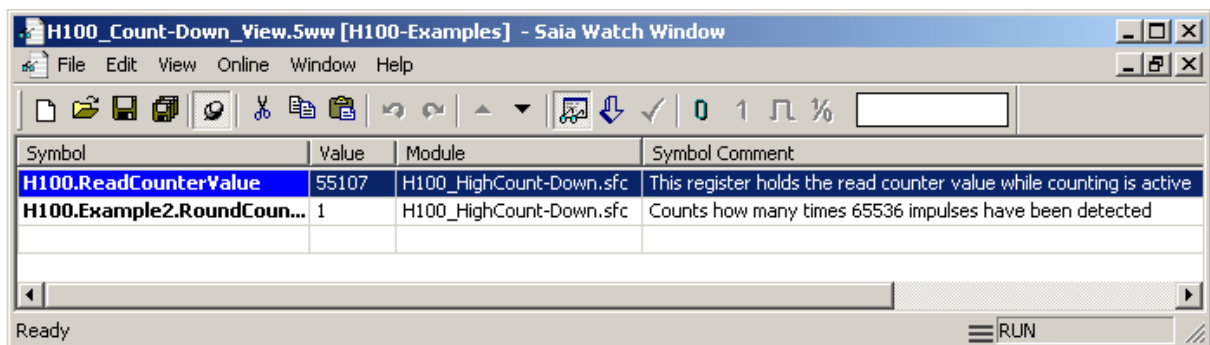 H100_Count-Down_View.5ww [H100-Examples] - Saia Watch Window
File Edit View Online Window Help
0 1 ⅟₀
Symbol Value Module Symbol Comment
H100.ReadCounterValue 55107 H100_HighCount-Down.sfc This register holds the read counter value while counting is active
H100.Example2.RoundCoun... 1 H100_HighCount-Down.sfc Counts how many times 65536 impulses have been detected
Ready RUN